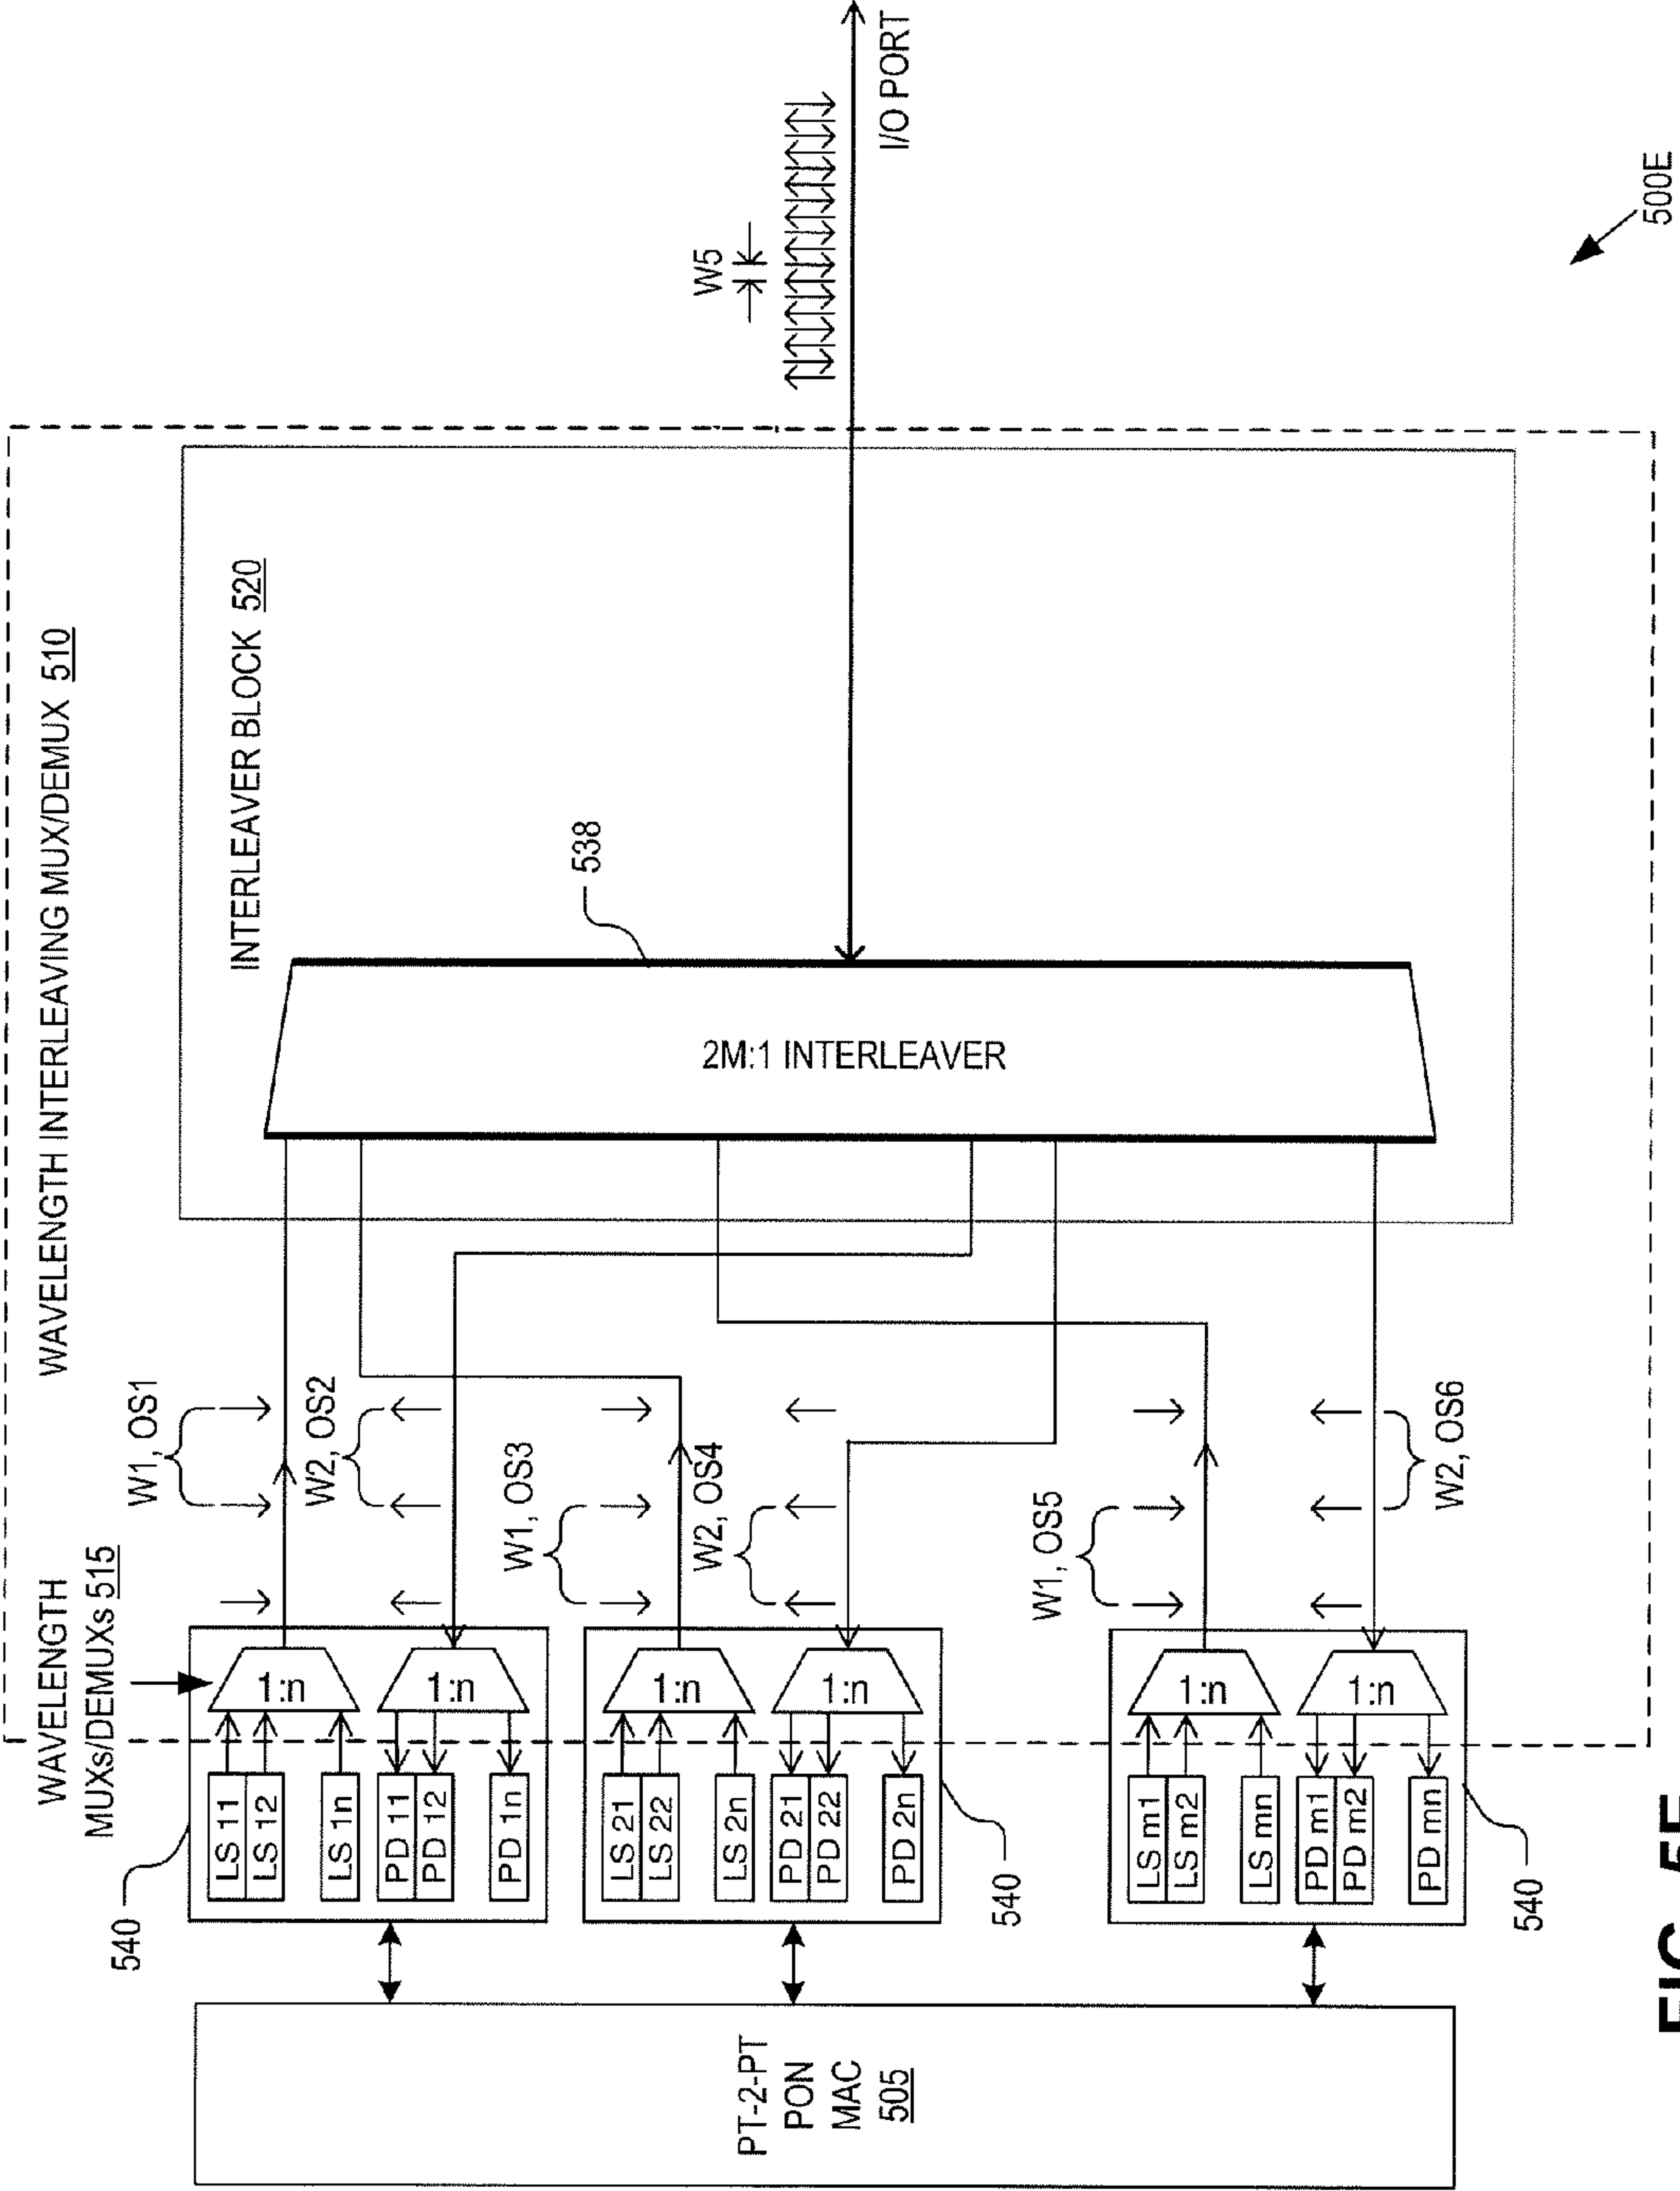 WAVELENGTH INTERLEAVING MUX/DEMUX 510
WAVELENGTH
MUXs/DEMUXs 515
INTERLEAVER BLOCK 520
540
LS 11
LS 12
LS 1n
PD 11
PD 12
PD 1n
1:n
1:n
W1, OS1
W2, OS2
LS 21
LS 22
LS 2n
PD 21
PD 22
PD 2n
1:n
1:n
W1, OS3
W2, OS4
540
LS m1
LS m2
LS mn
PD m1
PD m2
PD mn
1:n
1:n
W1, OS5
W2, OS6
540
PT-2-PT
PON
MAC
505
2M:1 INTERLEAVER
538
W5
I/O PORT
500E